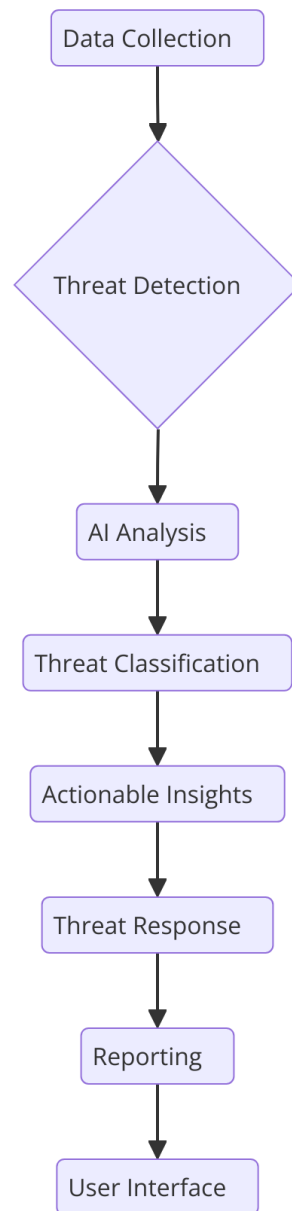 Data Collection
Threat Detection
AI Analysis
Threat Classification
Actionable Insights
Threat Response
Reporting
User Interface